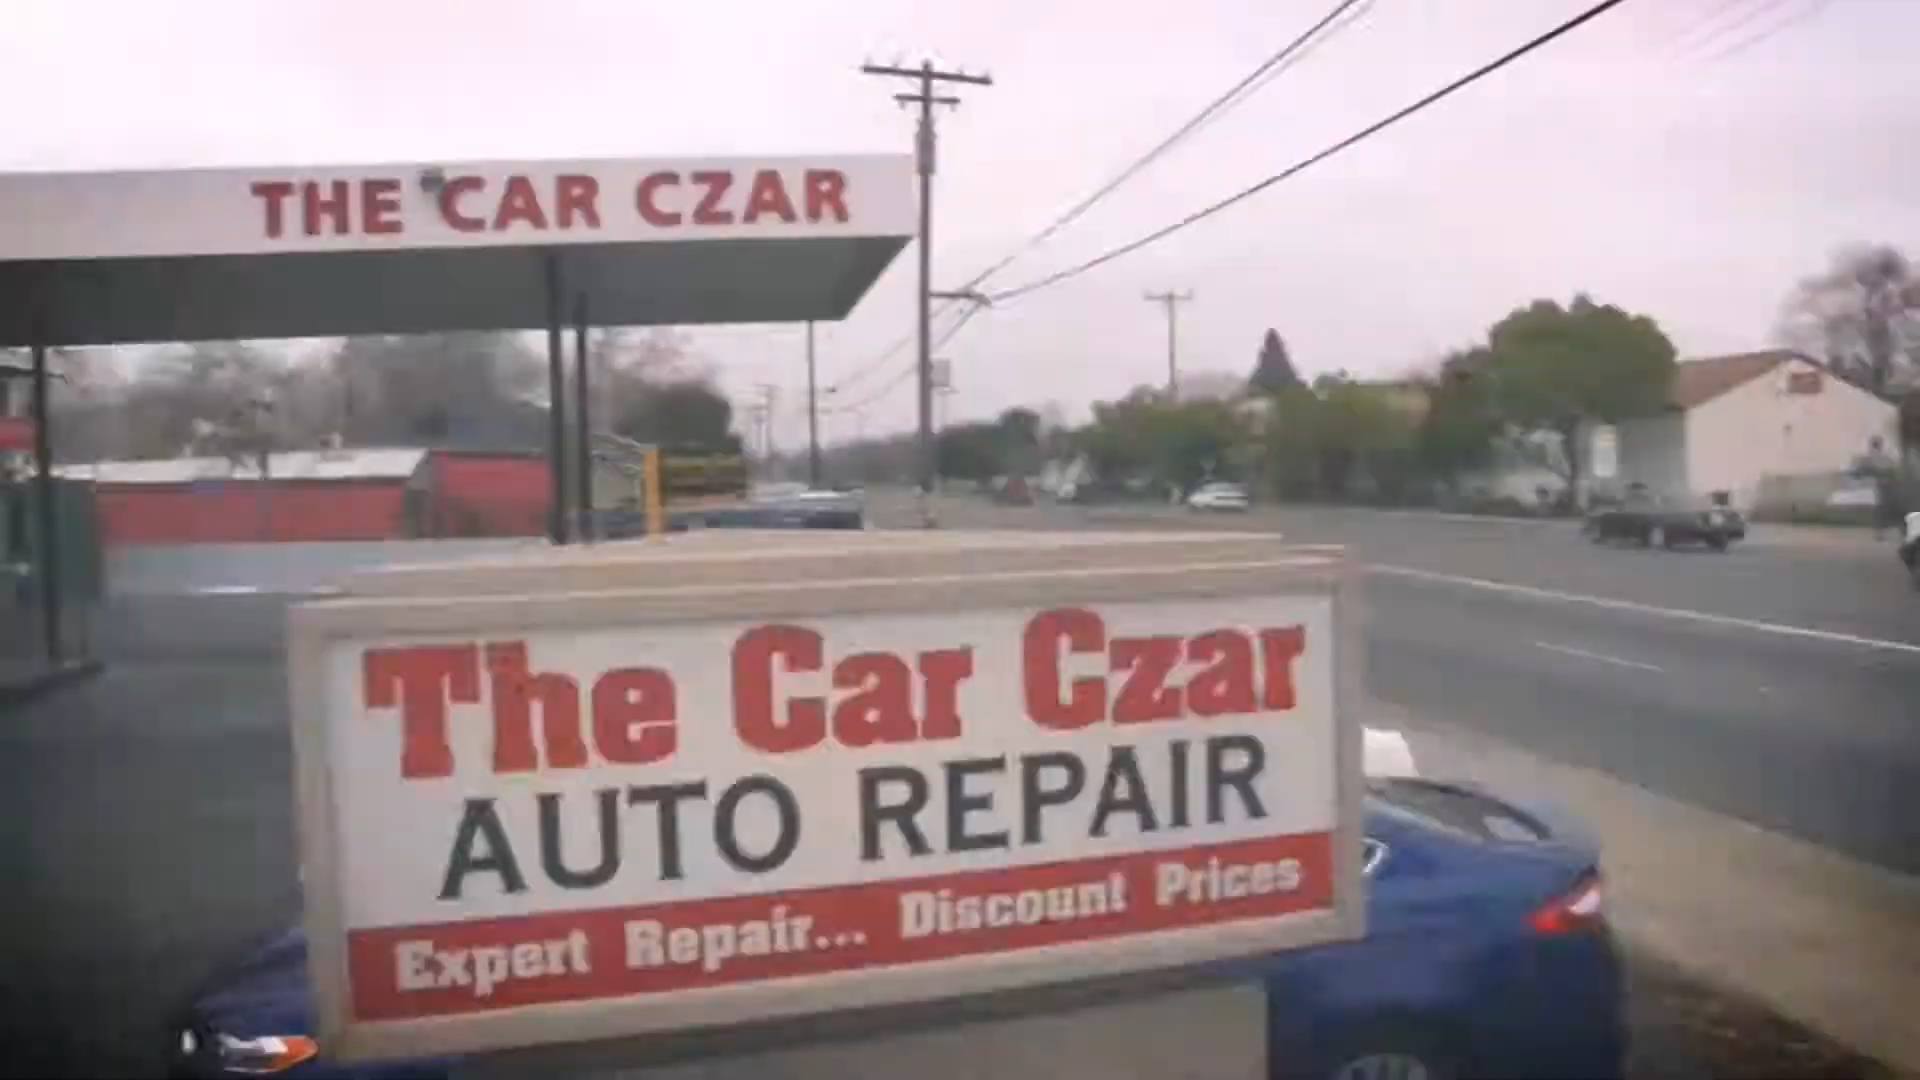 THE CAR CZAR
The Car Czar
AUTO REPAIR
Expert Repair... Discount Prices